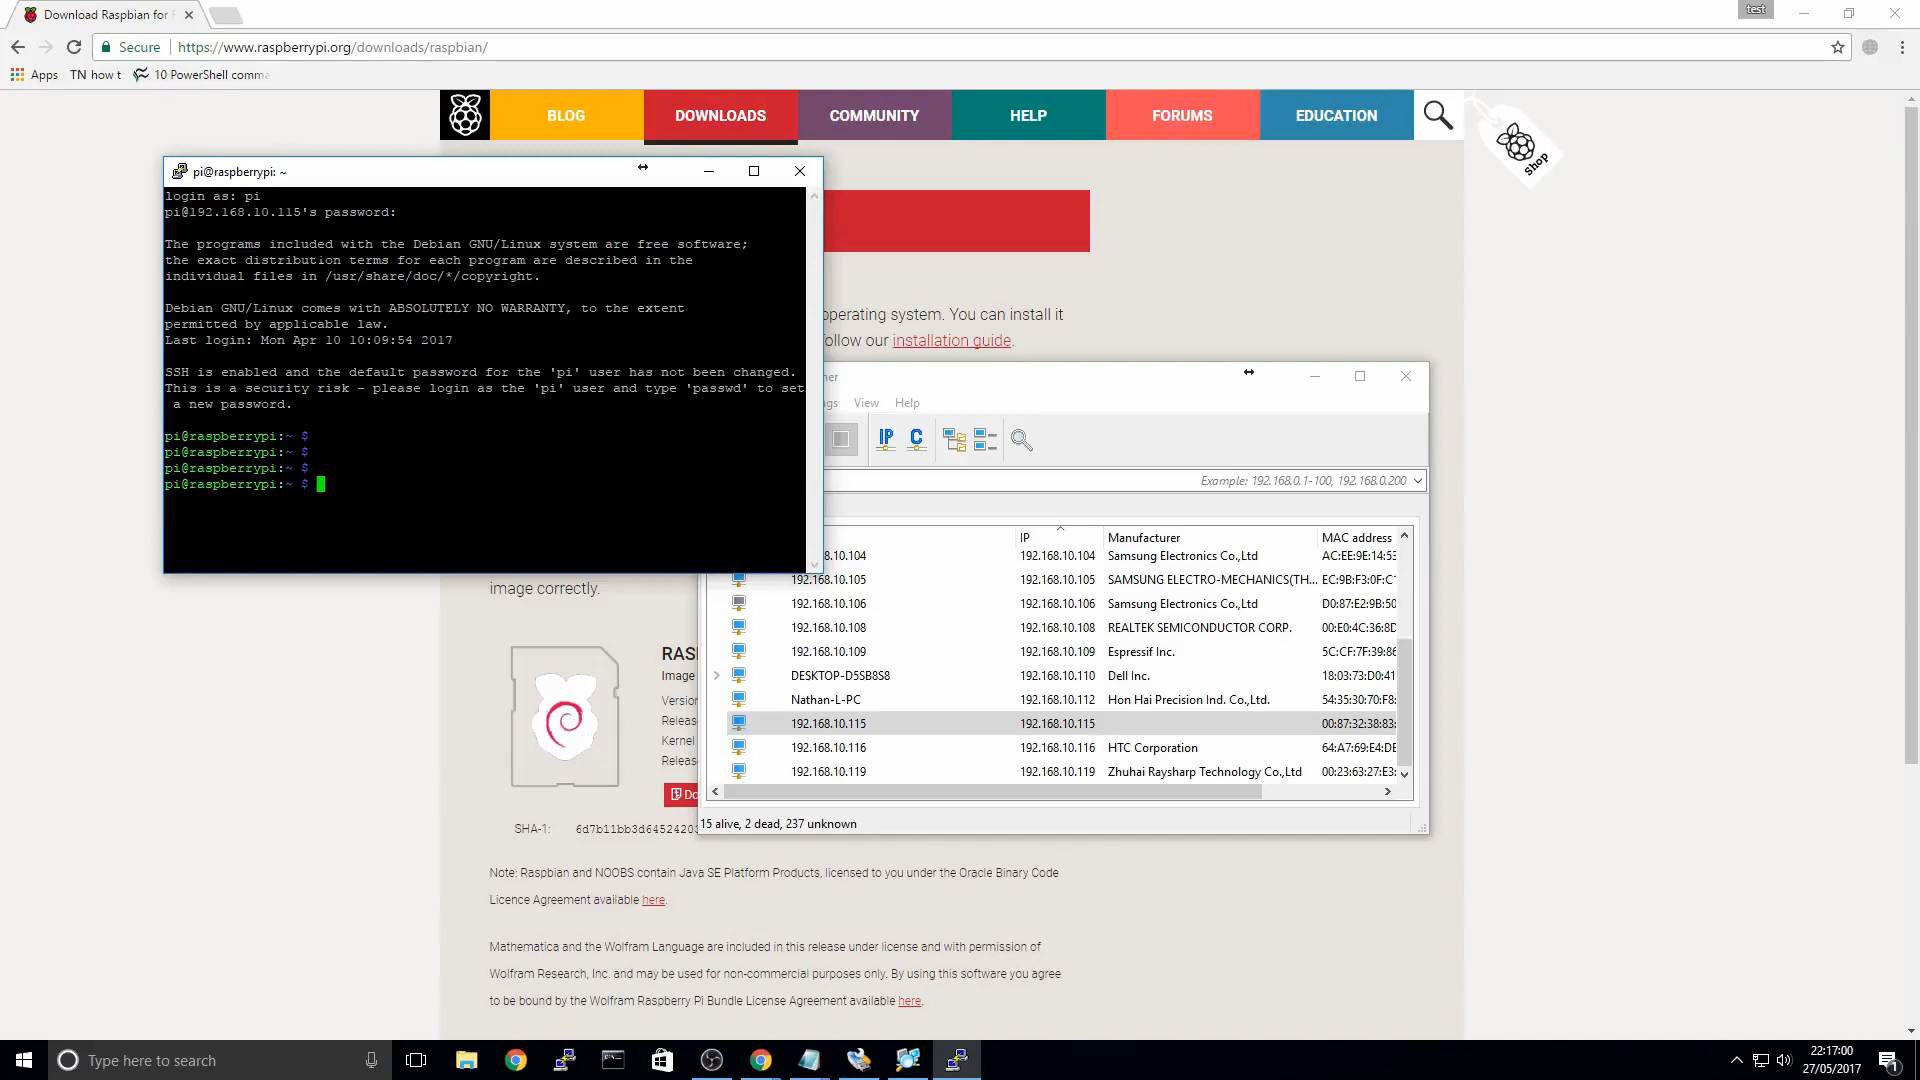 Download Raspbian for
test
Secure
https://www.raspberrypi.org/downloads/raspbian/
Apps
TN how t
10 PowerShell comma
BLOG
DOWNLOADS
COMMUNITY
HELP
FORUMS
EDUCATION
shop
pi@raspberrypi: ~
login as: pi
pi@192.168.10.115's password:
The programs included with the Debian GNU/Linux system are free software;
the exact distribution terms for each program are described in the
individual files in /usr/share/doc/*/copyright.
Debian GNU/Linux comes with ABSOLUTELY NO WARRANTY, to the extent
permitted by applicable law.
Last login: Mon Apr 10 10:09:54 2017
SSH is enabled and the default password for the 'pi' user has not been changed.
This is a security risk - please login as the 'pi' user and type 'passwd' to set
a new password.
pi@raspberrypi:~ $
pi@raspberrypi:~ $
pi@raspberrypi:~ $
pi@raspberrypi:~ $
operating system. You can install it
follow our installation guide.
View Help
IP C
Example: 192.168.0.1-100, 192.168.0.200
IP Manufacturer MAC address
8.10.104 192.168.10.104 Samsung Electronics Co.,Ltd AC:EE:9E:14:53
192.168.10.105 192.168.10.105 SAMSUNG ELECTRO-MECHANICS(TH... EC:9B:F3:0F:C
192.168.10.106 192.168.10.106 Samsung Electronics Co.,Ltd D0:87:E2:9B:50
192.168.10.108 192.168.10.108 REALTEK SEMICONDUCTOR CORP. 00:E0:4C:36:8D
192.168.10.109 192.168.10.109 Espressif Inc. 5C:CF:7F:39:86
DESKTOP-D5SB8S8 192.168.10.110 Dell Inc. 18:03:73:D0:41
Nathan-L-PC 192.168.10.112 Hon Hai Precision Ind. Co.,Ltd. 54:35:30:70:F8:
192.168.10.115 192.168.10.115 00:87:32:38:83:
192.168.10.116 192.168.10.116 HTC Corporation 64:A7:69:E4:DE
192.168.10.119 192.168.10.119 Zhuhai Raysharp Technology Co.,Ltd 00:23:63:27:E3:
15 alive, 2 dead, 237 unknown
image correctly.
RAS
Image
Version
Release
Kernel
Release
Do
SHA-1: 6d7b11bb3d64524203
Note: Raspbian and NOOBS contain Java SE Platform Products, licensed to you under the Oracle Binary Code
Licence Agreement available here.
Mathematica and the Wolfram Language are included in this release under license and with permission of
Wolfram Research, Inc. and may be used for non-commercial purposes only. By using this software you agree
to be bound by the Wolfram Raspberry Pi Bundle License Agreement available here.
Type here to search
22:17:00
27/05/2017
1